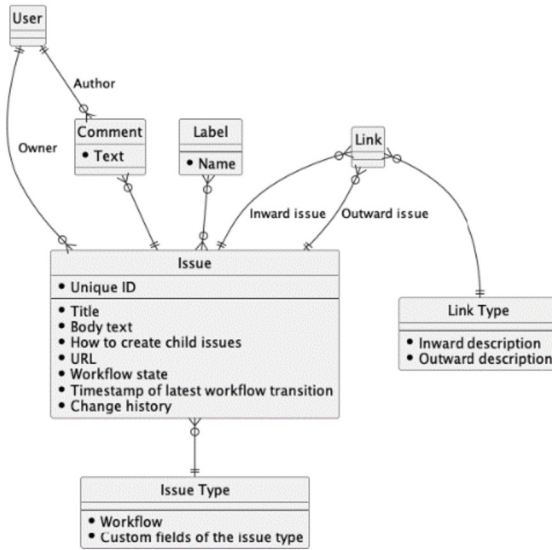 User
Author
Comment
• Text
Label
• Name
Link
Owner
Inward issue
Outward issue
Issue
• Unique ID
• Title
• Body text
• How to create child issues
• URL
• Workflow state
• Timestamp of latest workflow transition
• Change history
Link Type
• Inward description
• Outward description
Issue Type
• Workflow
• Custom fields of the issue type